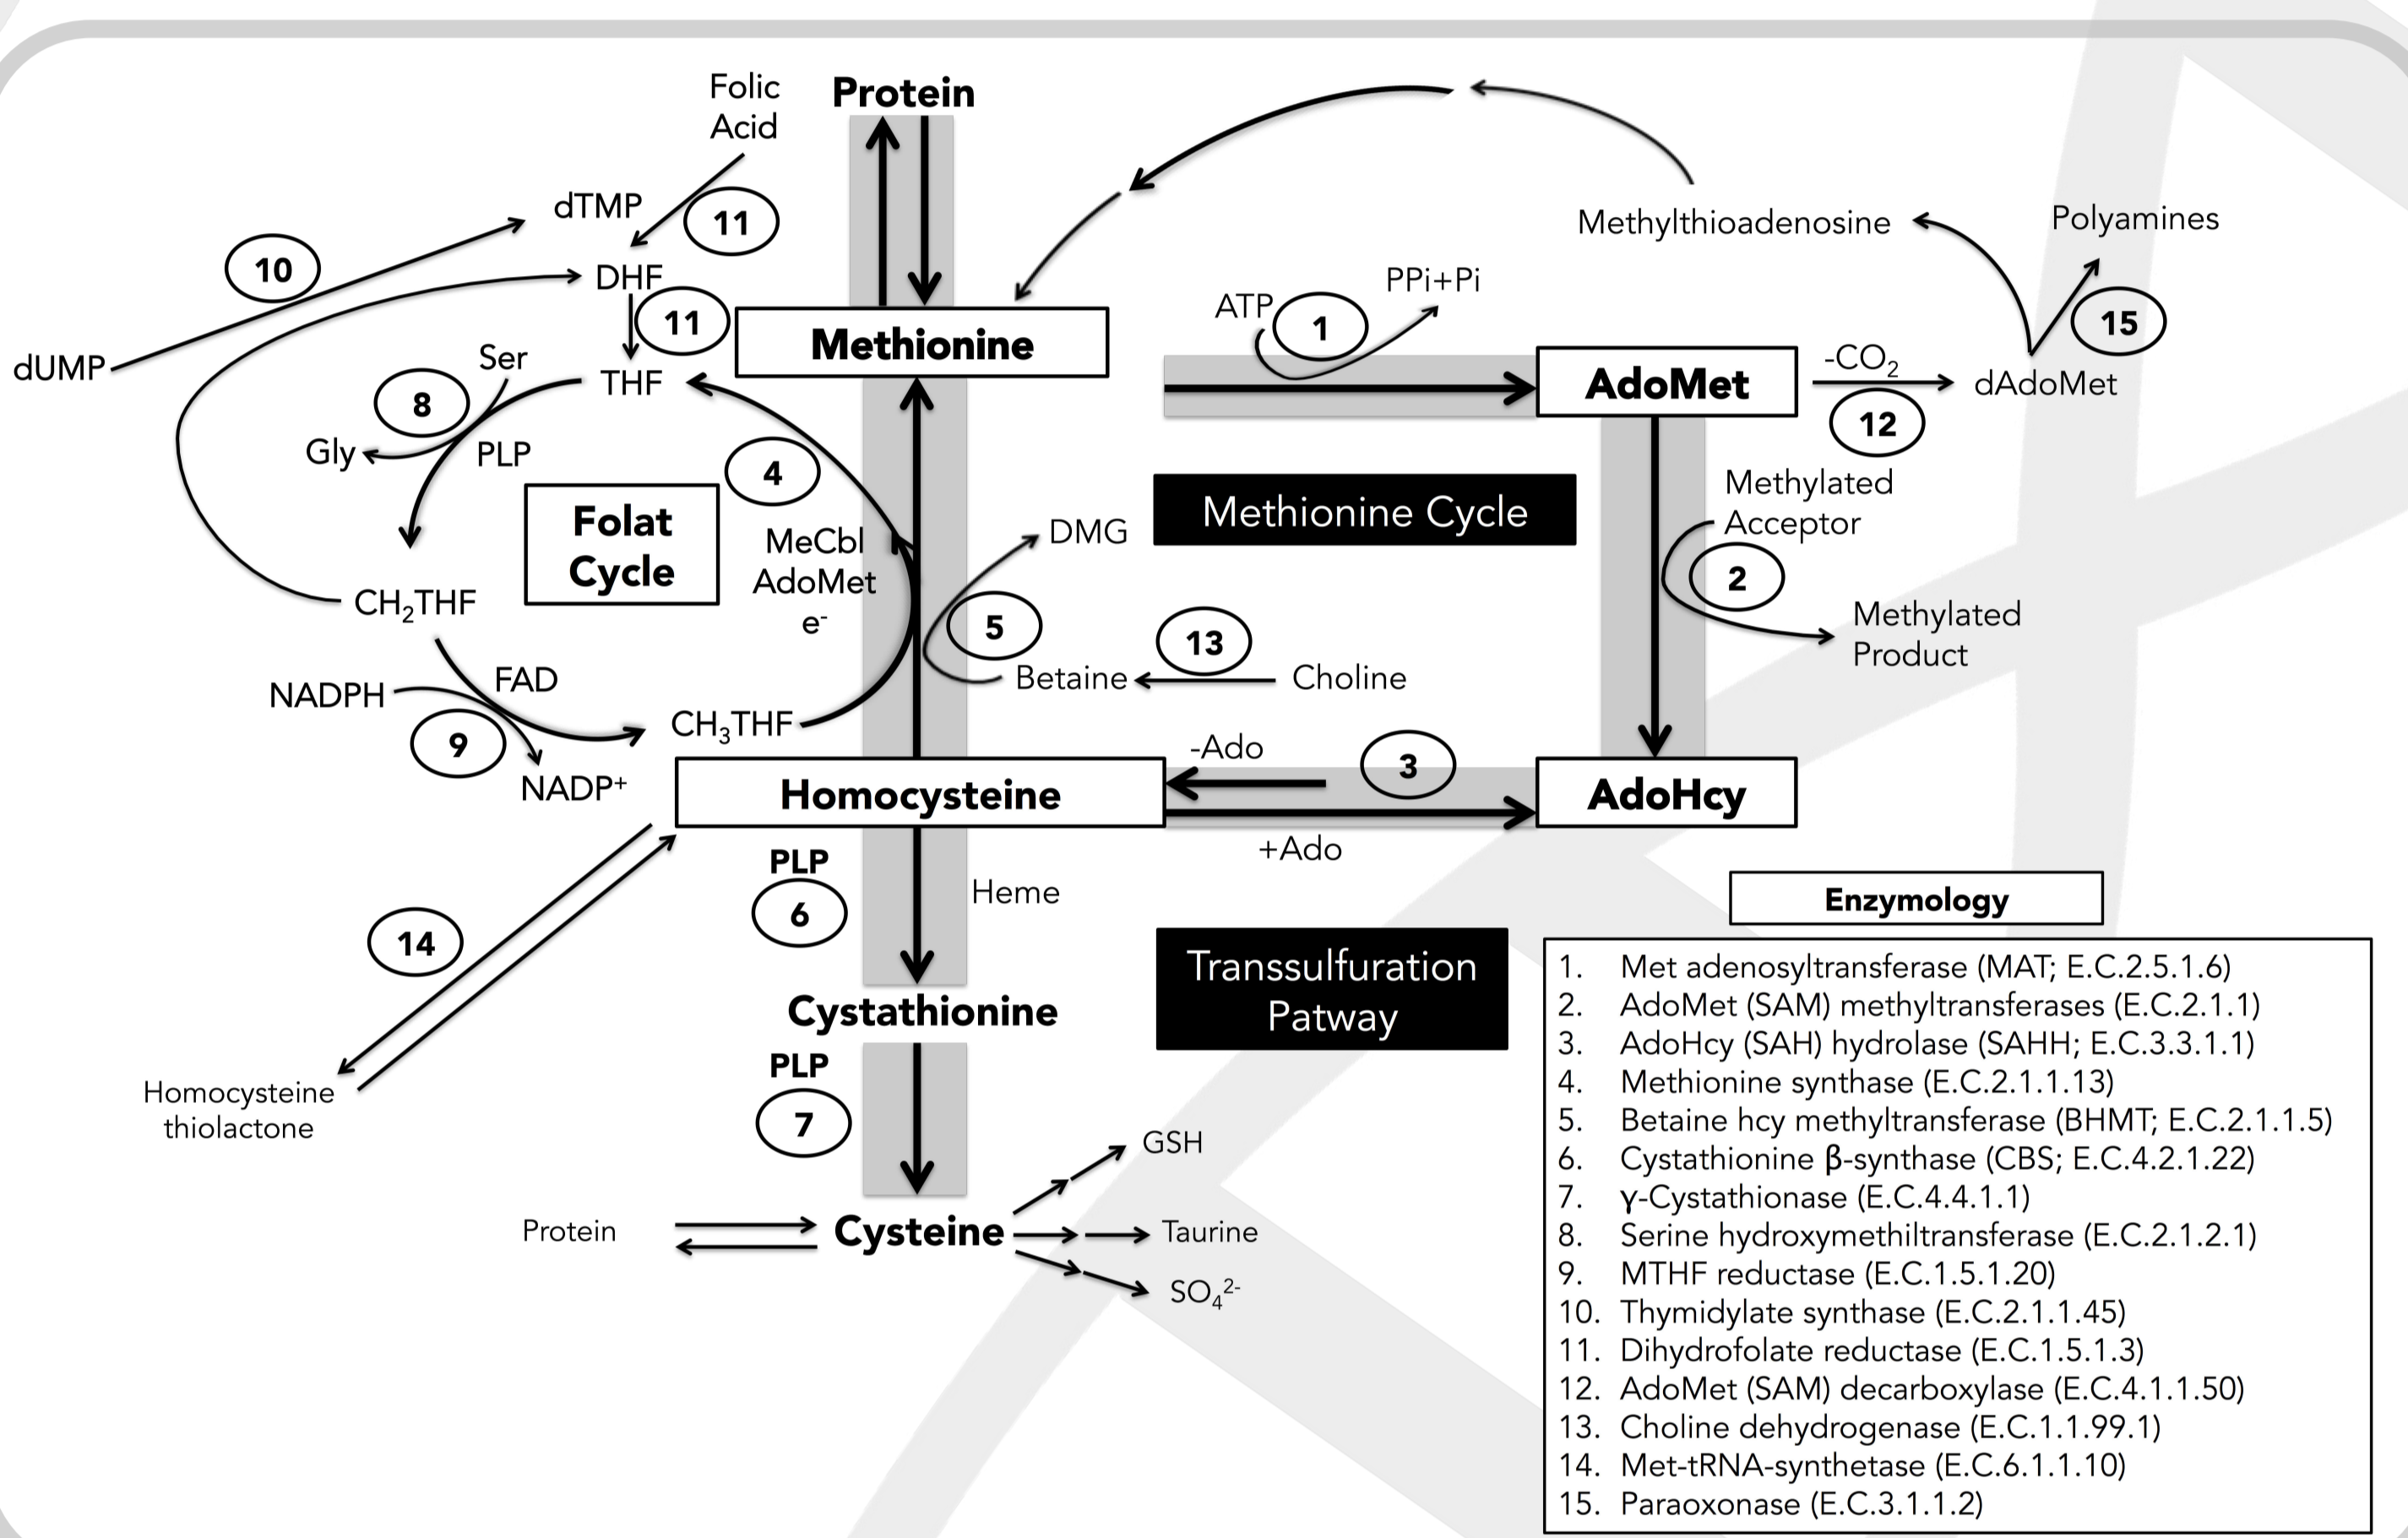 Folic
Acid
Protein
dTMP
11
10
DHF
11
dUMP
Methionine
Ser
THF
8
Gly
PLP
4
Folat
Cycle
MeCbl
AdoMet
e-
CH₂THF
NADPH
FAD
9
NADP⁺
CH₃THF
DMG
5
13
Betaine
Choline
Methylthioadenosine
Polyamines
ATP
1
PPi+Pi
15
AdoMet
-CO₂
dAdoMet
12
Methionine Cycle
Methylated
Acceptor
2
Methylated
Product
-Ado
3
Homocysteine
AdoHcy
+Ado
PLP
6
Heme
14
Homocysteine
thiolactone
Cystathionine
Transsulfuration
Patway
PLP
7
GSH
Protein
Cysteine
Taurine
SO₄²⁻
Enzymology
1. Met adenosyltransferase (MAT; E.C.2.5.1.6)
2. AdoMet (SAM) methyltransferases (E.C.2.1.1)
3. AdoHcy (SAH) hydrolase (SAHH; E.C.3.3.1.1)
4. Methionine synthase (E.C.2.1.1.13)
5. Betaine hcy methyltransferase (BHMT; E.C.2.1.1.5)
6. Cystathionine β-synthase (CBS; E.C.4.2.1.22)
7. γ-Cystathionase (E.C.4.4.1.1)
8. Serine hydroxymethiltransferase (E.C.2.1.2.1)
9. MTHF reductase (E.C.1.5.1.20)
10. Thymidylate synthase (E.C.2.1.1.45)
11. Dihydrofolate reductase (E.C.1.5.1.3)
12. AdoMet (SAM) decarboxylase (E.C.4.1.1.50)
13. Choline dehydrogenase (E.C.1.1.99.1)
14. Met-tRNA-synthetase (E.C.6.1.1.10)
15. Paraoxonase (E.C.3.1.1.2)